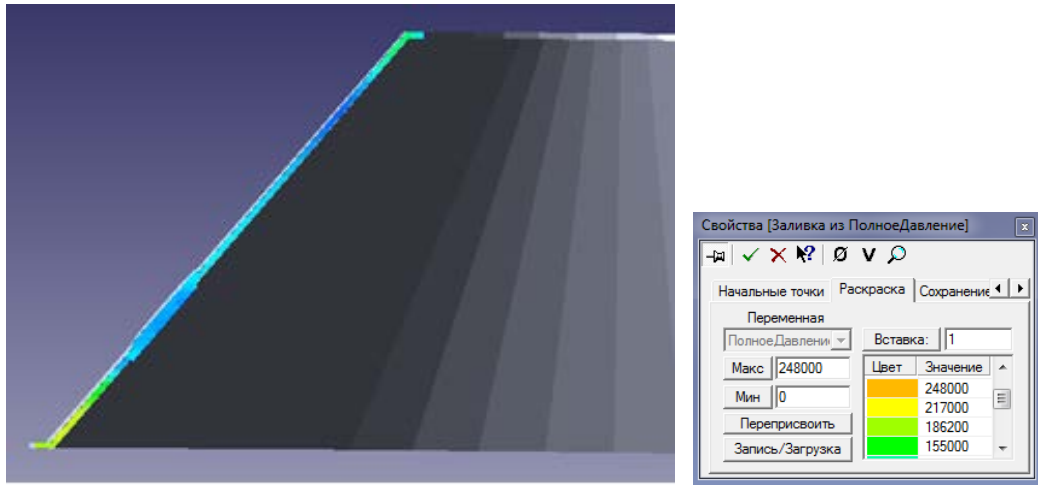 Свойства [Заливка из ПолноеДавление]
Начальные точки Раскраска Сохранение
Переменная
ПолноеДавлени Вставка: 1
Макс 248000 Цвет Значение
248000
Мин 0 217000
Переприсвоить 186200
Запись/Загрузка 155000